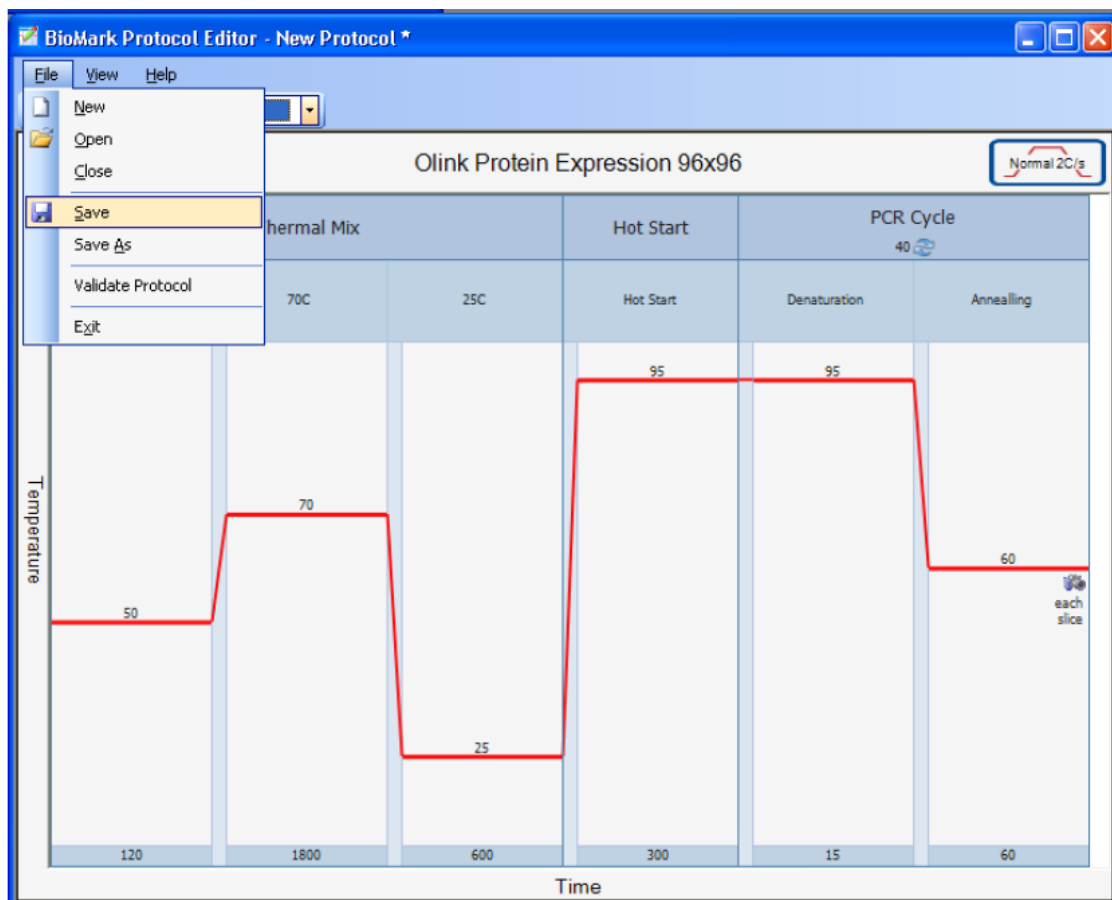 BioMark Protocol Editor - New Protocol *
File View Help
New
Open
Close
Save
Save As
Validate Protocol
Exit
Olink Protein Expression 96x96
Normal 2C/s
hermal Mix
Hot Start
PCR Cycle
40
70C
25C
Hot Start
Denaturation
Annealling
95
95
70
60
each
slice
50
25
Temperature
120
1800
600
300
15
60
Time